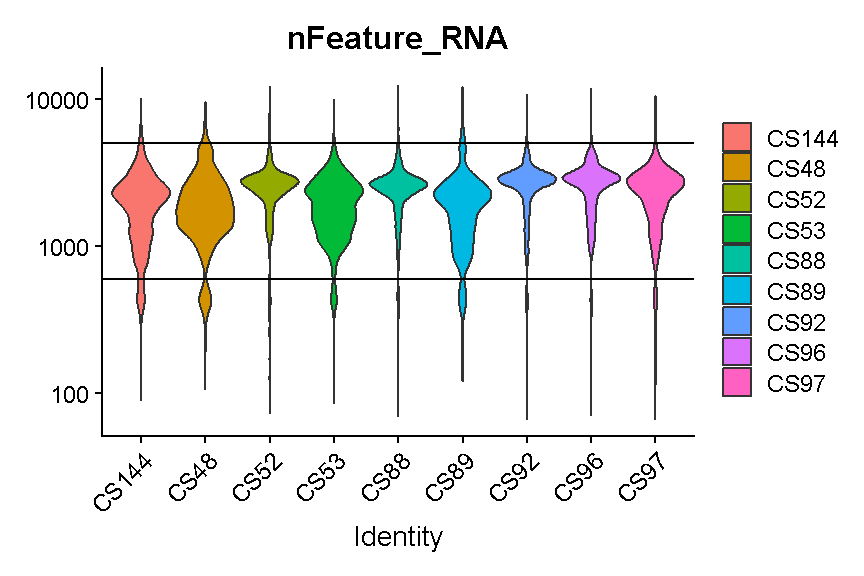 nFeature_RNA
10000
1000
100
CS144
CS48
CS52
CS53
CS88
CS89
CS92
CS96
CS97
Identity
CS144
CS48
CS52
CS53
CS88
CS89
CS92
CS96
CS97